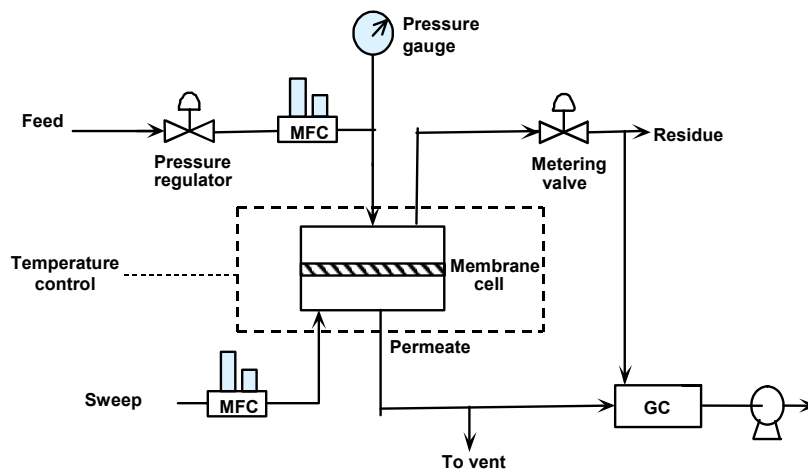 Pressure
gauge
Feed
MFC
Pressure
regulator
Metering
valve
Residue
Temperature
control
Membrane
cell
Permeate
Sweep
MFC
GC
To vent